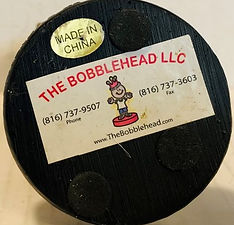 MADE IN
CHINA
THE BOBBLEHEAD LLC
(816) 737-9507
Phone
(816) 737-3603
Fax
www.TheBobblehead.com